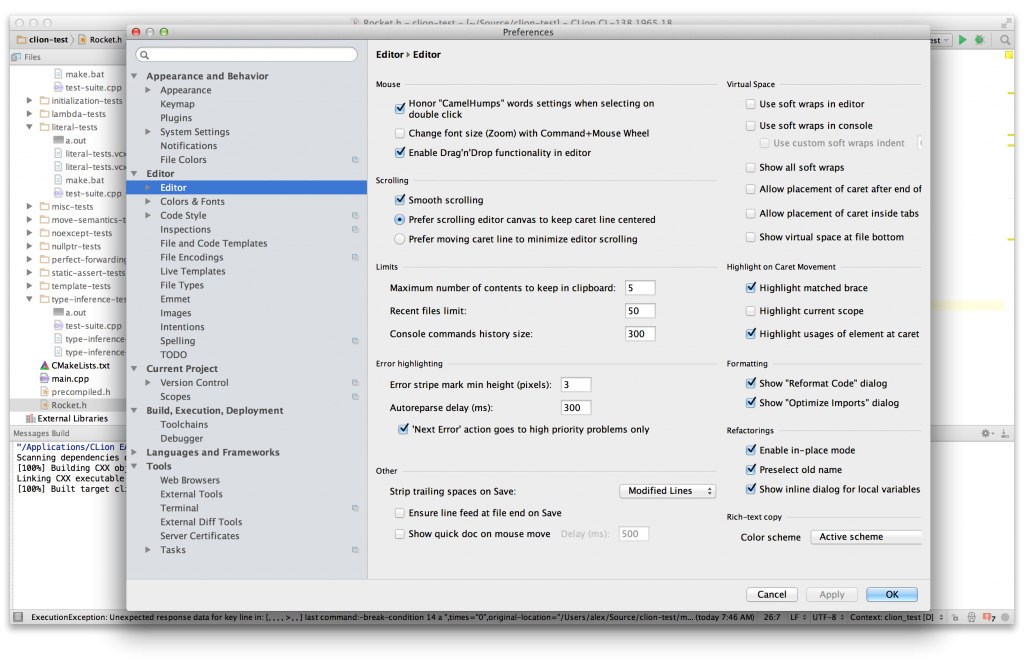 Rocket.h - clion-test - [~/Source/clion-test] - CLion CL-138.1965.18
Preferences
clion-test
Rocket.h
est
Files
make.bat
test-suite.cpp
initialization-tests
lambda-tests
literal-tests
a.out
literal-tests.vcx
literal-tests.vcx
make.bat
test-suite.cpp
misc-tests
move-semantics-t
noexcept-tests
nullptr-tests
perfect-forwarding
static-assert-tests
template-tests
type-inference-tes
a.out
test-suite.cpp
type-inference
type-inference
CMakeLists.txt
main.cpp
precompiled.h
Rocket.h
External Libraries
Messages Build
"/Applications/CLion E
Scanning dependencies
[100%] Building CXX ob
Linking CXX executable
[100%] Built target cl
Appearance and Behavior
Appearance
Keymap
Plugins
System Settings
Notifications
File Colors
Editor
Editor
Colors & Fonts
Code Style
Inspections
File and Code Templates
File Encodings
Live Templates
File Types
Emmet
Images
Intentions
Spelling
TODO
Current Project
Version Control
Scopes
Build, Execution, Deployment
Toolchains
Debugger
Languages and Frameworks
Tools
Web Browsers
External Tools
Terminal
External Diff Tools
Server Certificates
Tasks
Editor › Editor
Mouse
Honor "CamelHumps" words settings when selecting on
double click
Change font size (Zoom) with Command+Mouse Wheel
Enable Drag'n'Drop functionality in editor
Scrolling
Smooth scrolling
Prefer scrolling editor canvas to keep caret line centered
Prefer moving caret line to minimize editor scrolling
Limits
Maximum number of contents to keep in clipboard: 5
Recent files limit: 50
Console commands history size: 300
Error highlighting
Error stripe mark min height (pixels): 3
Autoreparse delay (ms): 300
'Next Error' action goes to high priority problems only
Other
Strip trailing spaces on Save: Modified Lines
Ensure line feed at file end on Save
Show quick doc on mouse move Delay (ms): 500
Virtual Space
Use soft wraps in editor
Use soft wraps in console
Use custom soft wraps indent
Show all soft wraps
Allow placement of caret after end of
Allow placement of caret inside tabs
Show virtual space at file bottom
Highlight on Caret Movement
Highlight matched brace
Highlight current scope
Highlight usages of element at caret
Formatting
Show "Reformat Code" dialog
Show "Optimize Imports" dialog
Refactorings
Enable in-place mode
Preselect old name
Show inline dialog for local variables
Rich-text copy
Color scheme Active scheme
Cancel Apply OK
ExecutionException: Unexpected response data for key line in: [, , , , >, , ] last command:-break-condition 14 a ",times="0",original-location="/Users/alex/Source/clion-test/m... (today 7:46 AM) 26:7 LF UTF-8 Context: clion_test [D] 7